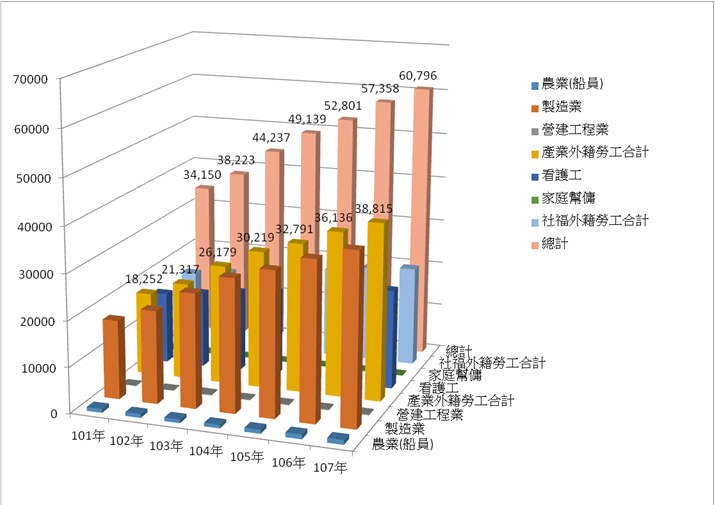 70000
60000
50000
40000
30000
20000
10000
0
34,150
38,223
44,237
49,139
52,801
57,358
60,796
18,252
21,317
26,179
30,219
32,791
36,136
38,815
101年
102年
103年
104年
105年
106年
107年
總計
社福外籍勞工合計
家庭幫傭
看護工
產業外籍勞工合計
營建工程業
製造業
農業(船員)
農業(船員)
製造業
營建工程業
產業外籍勞工合計
看護工
家庭幫傭
社福外籍勞工合計
總計